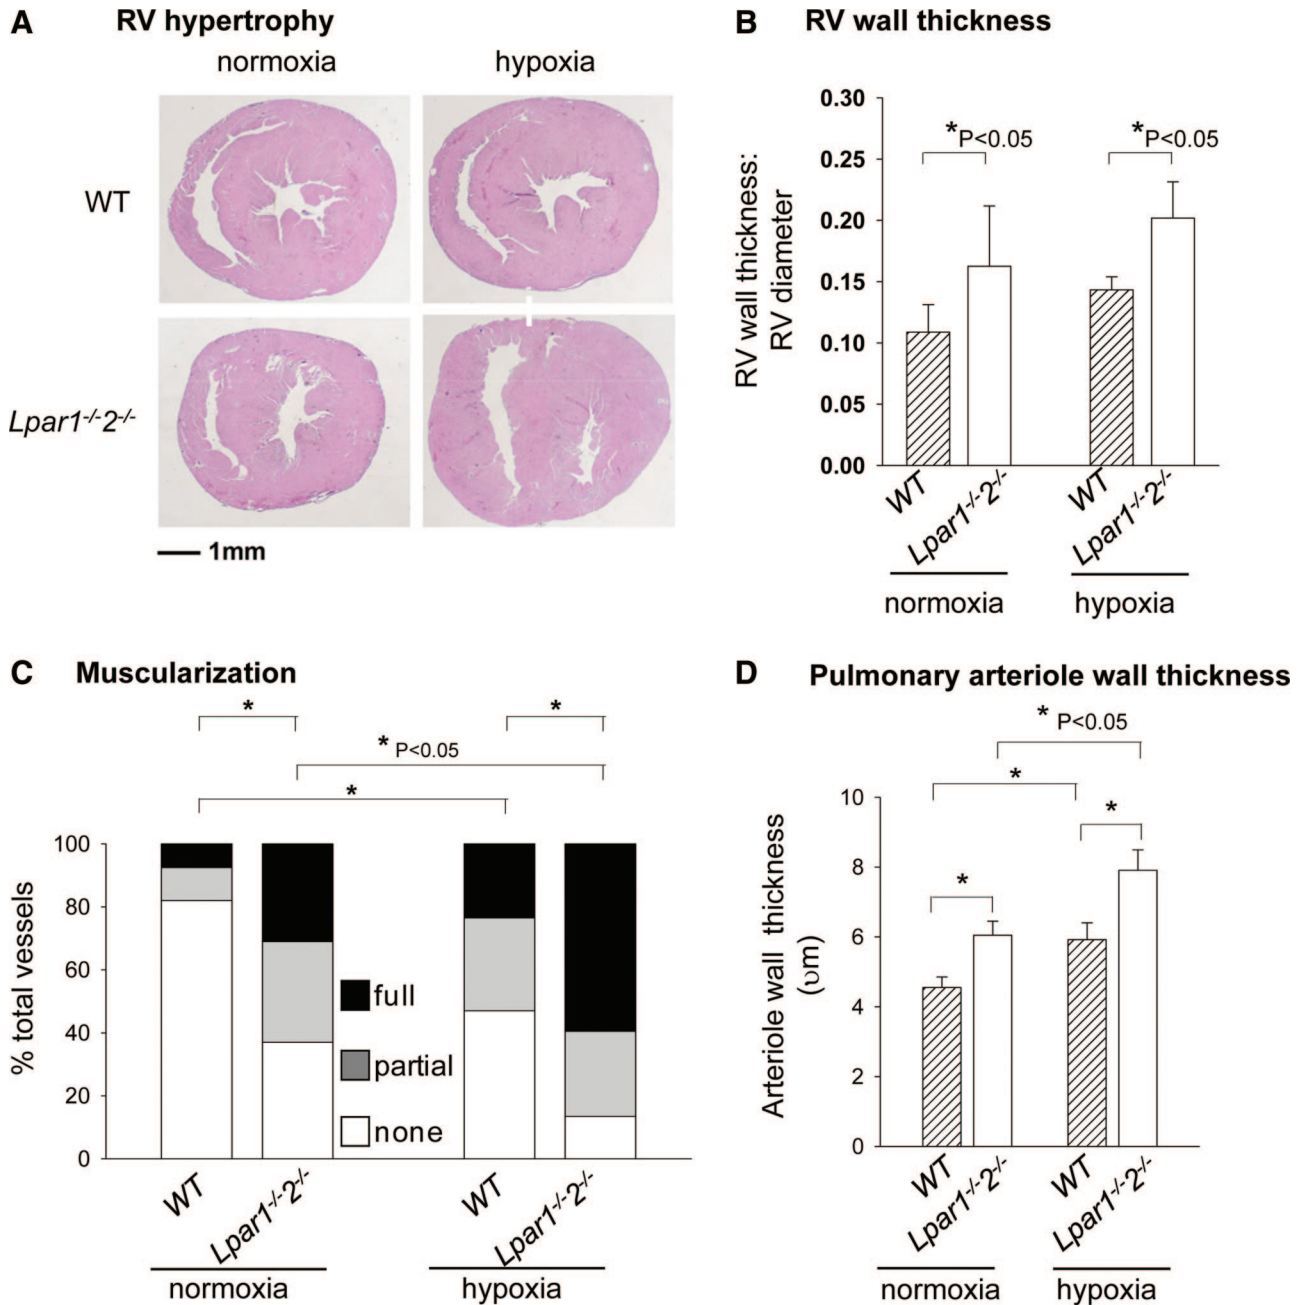 A RV hypertrophy
normoxia hypoxia
WT
Lpar1-/-2-/-
1mm
B RV wall thickness
RV wall thickness:
RV diameter
0.30
0.25
0.20
0.15
0.10
0.05
0.00
*P<0.05 *P<0.05
WT Lpar1-/-2-/- WT Lpar1-/-2-/-
normoxia hypoxia
C Muscularization
* *
* P<0.05
*
% total vessels
100
80
60
40
20
0
full
partial
none
WT Lpar1-/-2-/- WT Lpar1-/-2-/-
normoxia hypoxia
D Pulmonary arteriole wall thickness
* P<0.05
*
*
*
Arteriole wall thickness
(υm)
10
8
6
4
2
0
WT Lpar1-/-2-/- WT Lpar1-/-2-/-
normoxia hypoxia